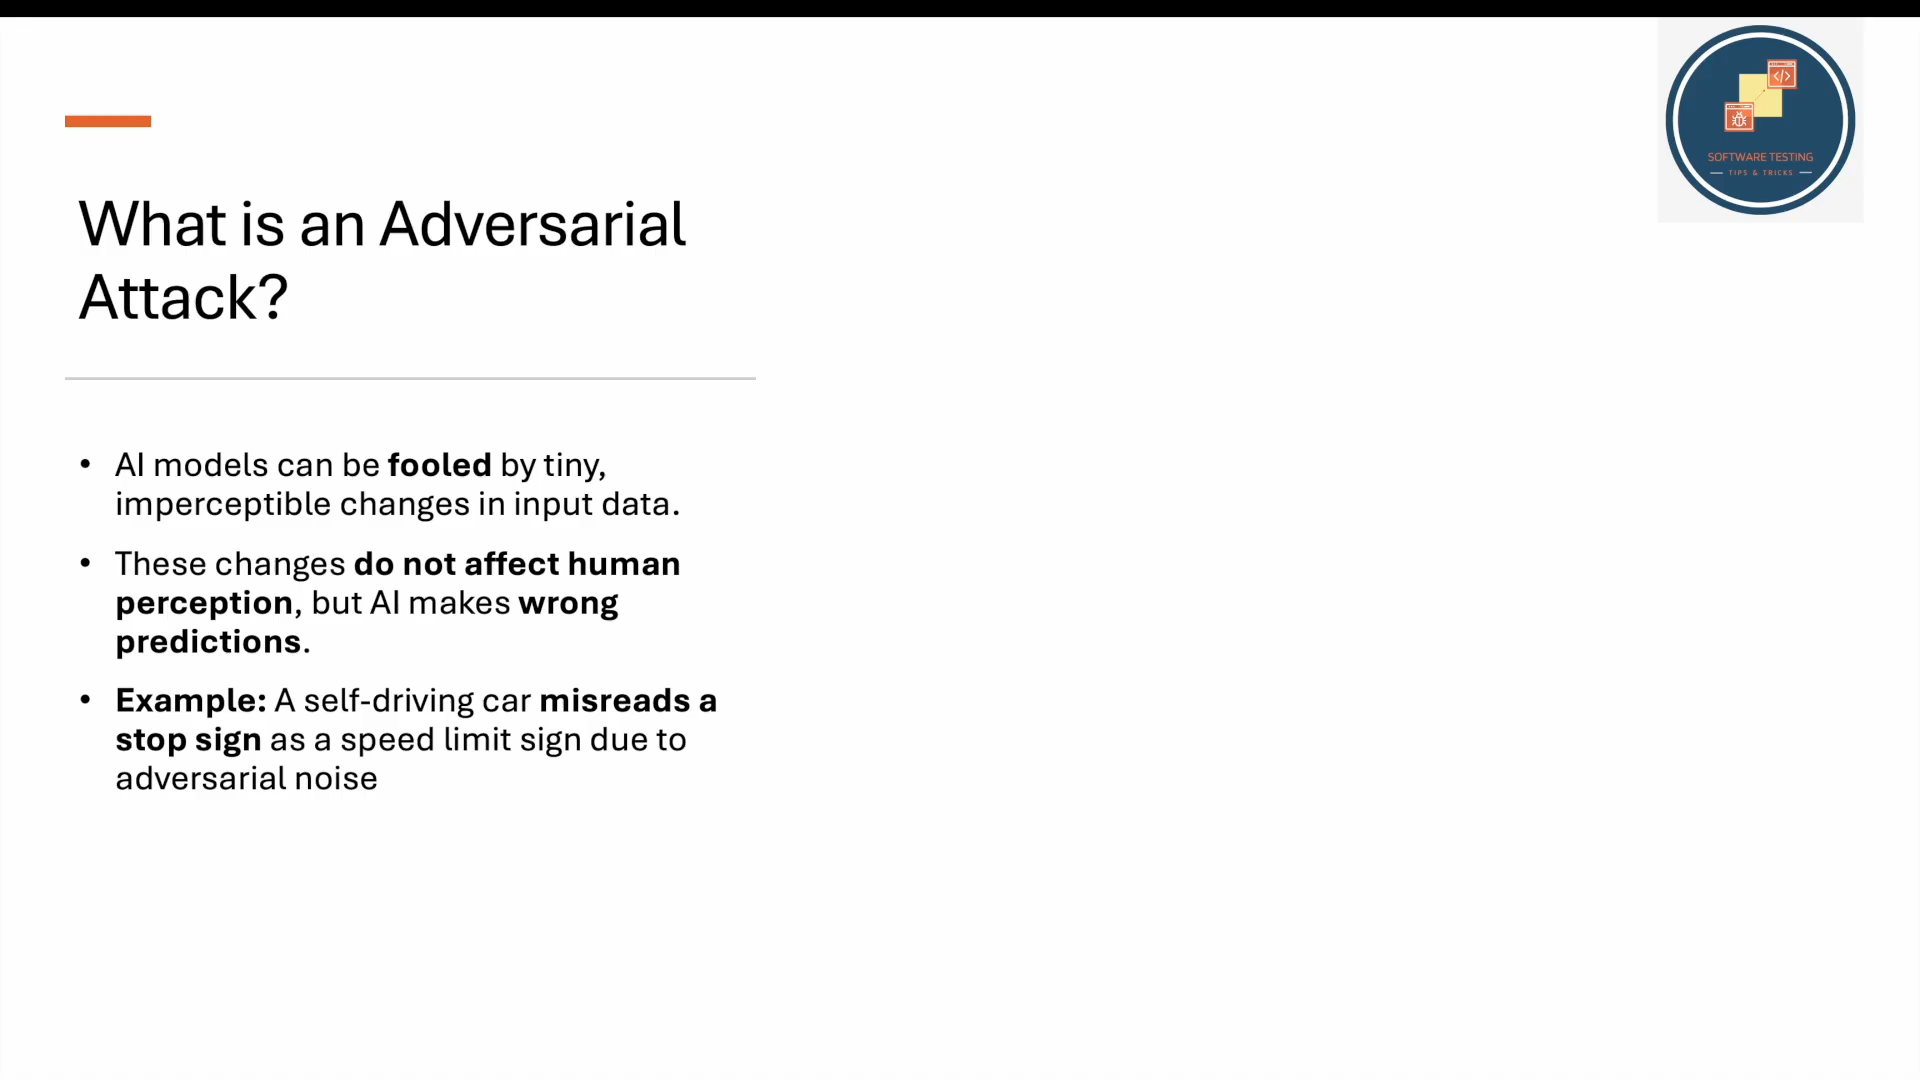 SOFTWARE TESTING
TIPS & TRICKS
What is an Adversarial
Attack?
• AI models can be fooled by tiny,
imperceptible changes in input data.
• These changes do not affect human
perception, but AI makes wrong
predictions.
• Example: A self-driving car misreads a
stop sign as a speed limit sign due to
adversarial noise